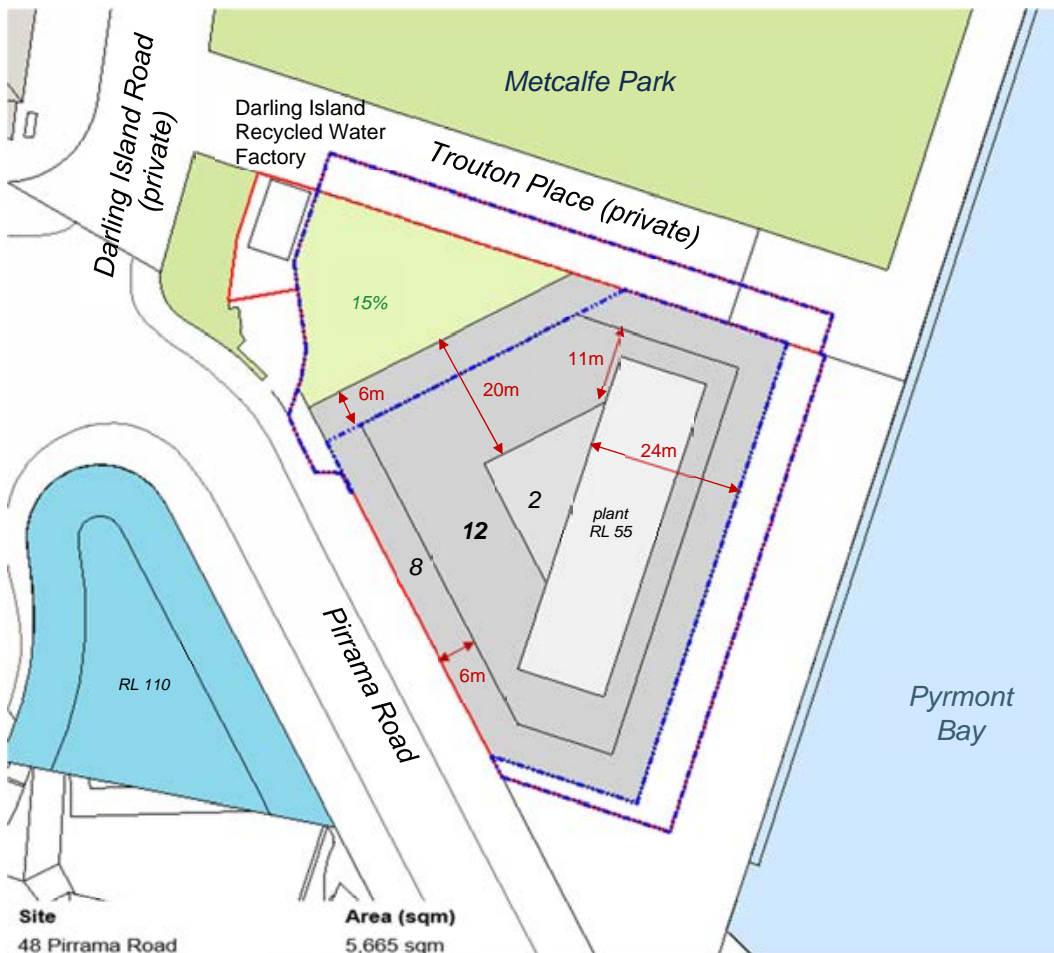 Metcalfe Park
Darling Island Road
(private)
Darling Island
Recycled Water
Factory
Trouton Place (private)
15%
11m
6m
20m
24m
2
plant
RL 55
12
8
6m
Pirrama Road
RL 110
Pyrmont
Bay
Site Area (sqm)
48 Pirrama Road 5,665 sqm